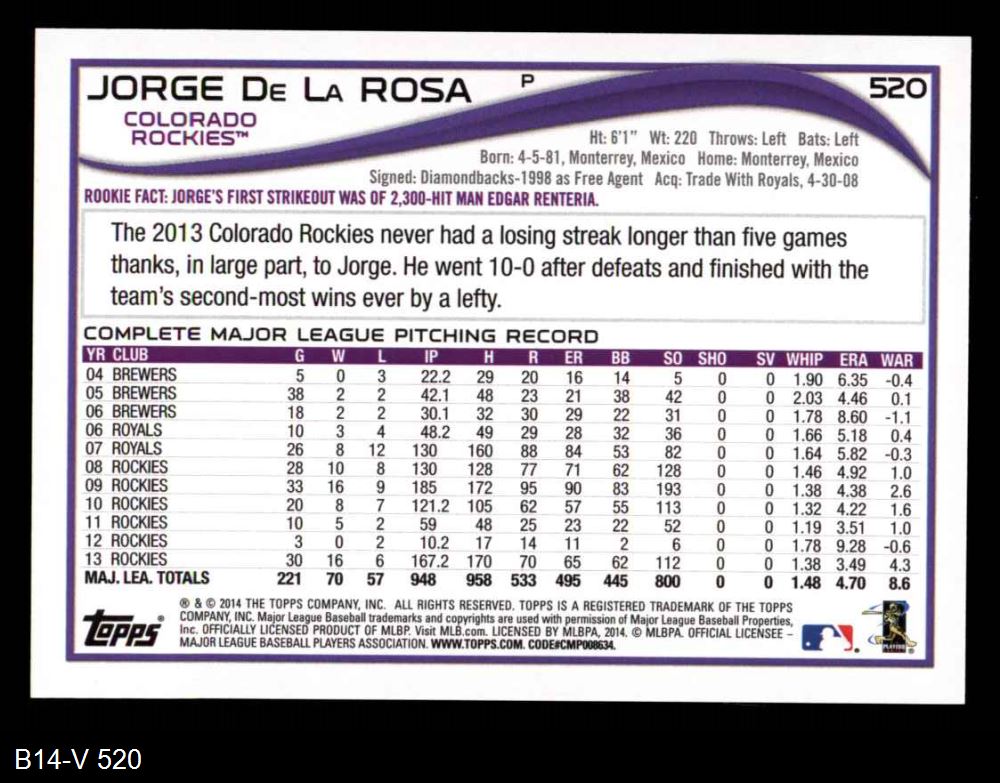 JORGE DE LA ROSA P 520
COLORADO
ROCKIES™
Ht: 6'1" Wt: 220 Throws: Left Bats: Left
Born: 4-5-81, Monterrey, Mexico Home: Monterrey, Mexico
Signed: Diamondbacks-1998 as Free Agent Acq: Trade With Royals, 4-30-08
ROOKIE FACT: JORGE'S FIRST STRIKEOUT WAS OF 2,300-HIT MAN EDGAR RENTERIA.
The 2013 Colorado Rockies never had a losing streak longer than five games
thanks, in large part, to Jorge. He went 10-0 after defeats and finished with the
team's second-most wins ever by a lefty.
COMPLETE MAJOR LEAGUE PITCHING RECORD
YR CLUB G W L IP H R ER BB SO SHO SV WHIP ERA WAR
04 BREWERS 5 0 3 22.2 29 20 16 14 5 0 0 1.90 6.35 -0.4
05 BREWERS 38 2 2 42.1 48 23 21 38 42 0 0 2.03 4.46 0.1
06 BREWERS 18 2 2 30.1 32 30 29 22 31 0 0 1.78 8.60 -1.1
06 ROYALS 10 3 4 48.2 49 29 28 32 36 0 0 1.66 5.18 0.4
07 ROYALS 26 8 12 130 160 88 84 53 82 0 0 1.64 5.82 -0.3
08 ROCKIES 28 10 8 130 128 77 71 62 128 0 0 1.46 4.92 1.0
09 ROCKIES 33 16 9 185 172 95 90 83 193 0 0 1.38 4.38 2.6
10 ROCKIES 20 8 7 121.2 105 62 57 55 113 0 0 1.32 4.22 1.6
11 ROCKIES 10 5 2 59 48 25 23 22 52 0 0 1.19 3.51 1.0
12 ROCKIES 3 0 2 10.2 17 14 11 2 6 0 0 1.78 9.28 -0.6
13 ROCKIES 30 16 6 167.2 170 70 65 62 112 0 0 1.38 3.49 4.3
MAJ. LEA. TOTALS 221 70 57 948 958 533 495 445 800 0 0 1.48 4.70 8.6
Topps®
® & © 2014 THE TOPPS COMPANY, INC. ALL RIGHTS RESERVED. TOPPS IS A REGISTERED TRADEMARK OF THE TOPPS
COMPANY, INC. Major League Baseball trademarks and copyrights are used with permission of Major League Baseball Properties,
Inc. OFFICIALLY LICENSED PRODUCT OF MLBP. Visit MLB.com. LICENSED BY MLBPA, 2014. © MLBPA. OFFICIAL LICENSEE –
MAJOR LEAGUE BASEBALL PLAYERS ASSOCIATION. WWW.TOPPS.COM. CODE#CMP008634.
PLAYERS
B14-V 520